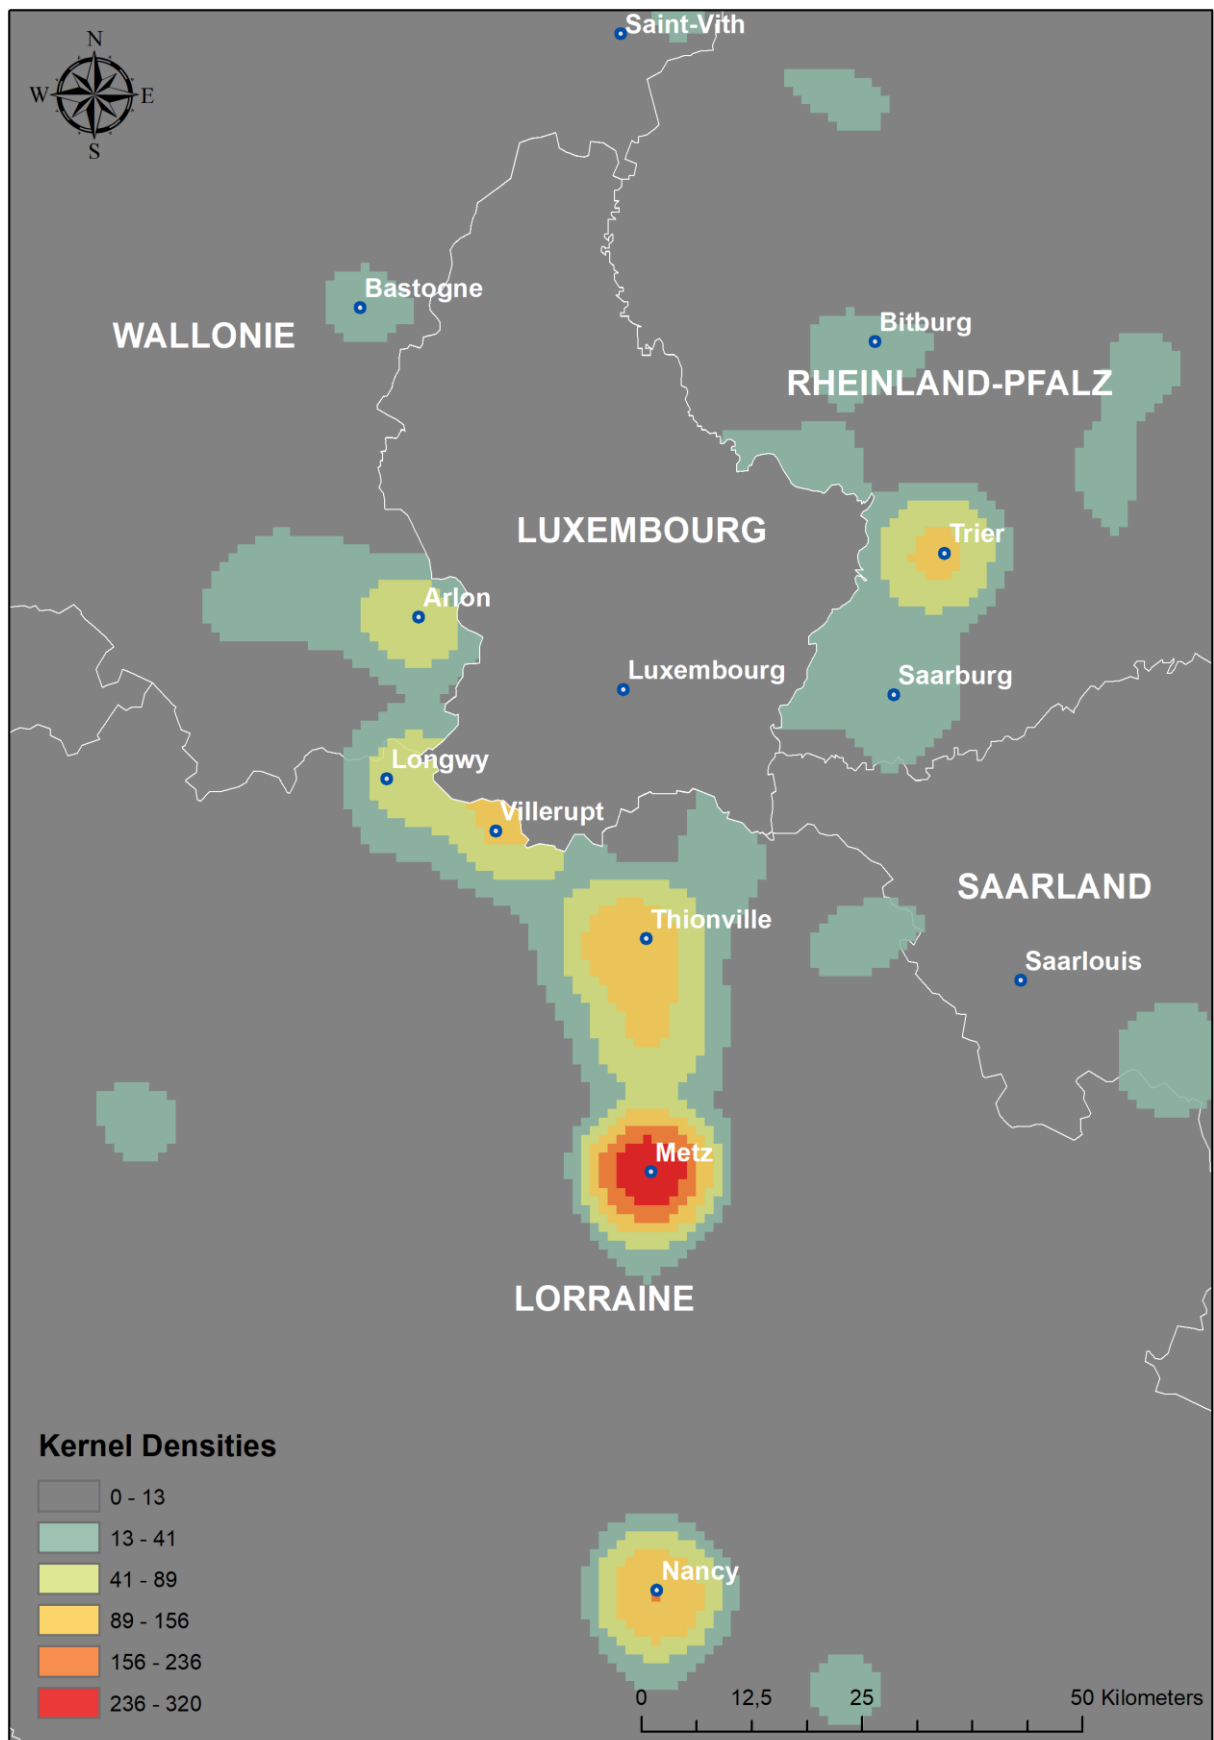 Saint-Vith
N
W E
S
Bastogne
WALLONIE
Bitburg
RHEINLAND-PFALZ
LUXEMBOURG
Trier
Arlon
Luxembourg
Saarburg
Longwy
Villerupt
SAARLAND
Thionville
Saarlouis
Metz
LORRAINE
Kernel Densities
0 - 13
13 - 41
41 - 89
89 - 156
156 - 236
236 - 320
Nancy
0 12,5 25 50 Kilometers